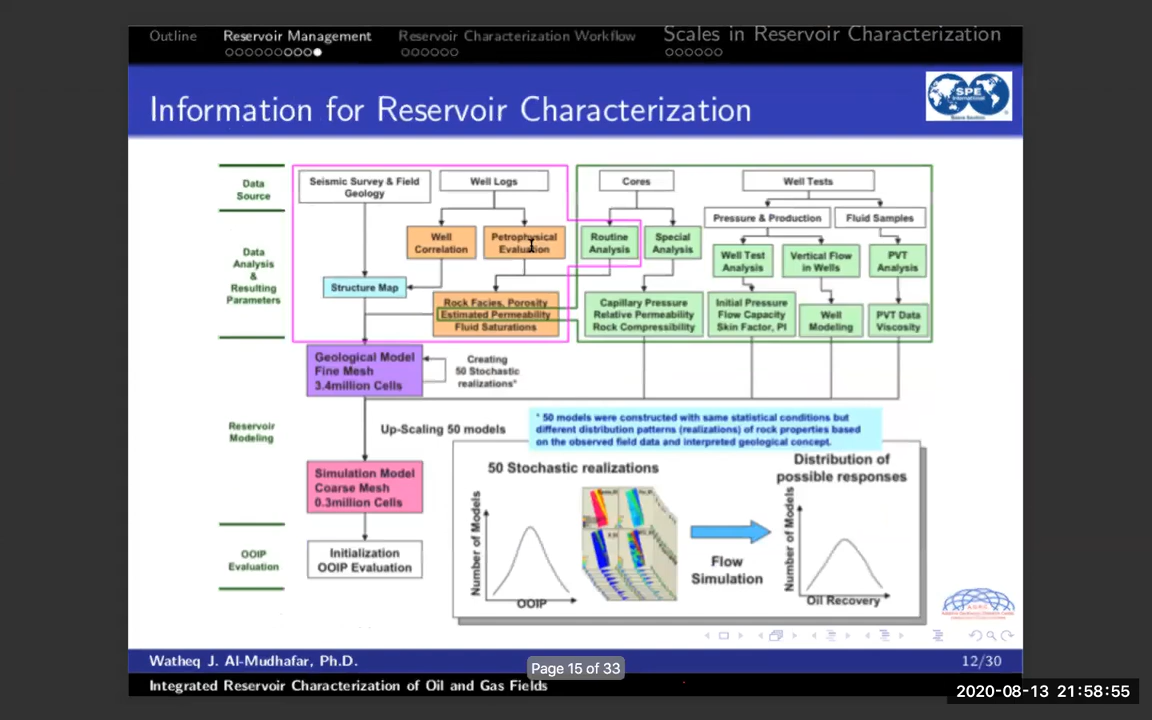 Outline
Reservoir Management
Reservoir Characterization Workflow
Scales in Reservoir Characterization
Information for Reservoir Characterization
SPE
International
Data
Source
Seismic Survey & Field
Geology
Well Logs
Cores
Well Tests
Pressure & Production
Fluid Samples
Data
Analysis
&
Resulting
Parameters
Well
Correlation
Petrophysical
Evaluation
Routine
Analysis
Special
Analysis
Well Test
Analysis
Vertical Flow
in Wells
PVT
Analysis
Structure Map
Rock Facies, Porosity
Estimated Permeability
Fluid Saturations
Capillary Pressure
Relative Permeability
Rock Compressibility
Initial Pressure
Flow Capacity
Skin Factor, PI
Well
Modeling
PVT Data
Viscosity
Geological Model
Fine Mesh
3.4million Cells
Creating
50 Stochastic
realizations*
Reservoir
Modeling
Up-Scaling 50 models
* 50 models were constructed with same statistical conditions but
different distribution patterns (realizations) of rock properties based
on the observed field data and interpreted geological concept.
Simulation Model
Coarse Mesh
0.3million Cells
50 Stochastic realizations
Number of Models
OOIP
Flow
Simulation
Distribution of
possible responses
Number of Models
Oil Recovery
OOIP
Evaluation
Initialization
OOIP Evaluation
Watheq J. Al-Mudhafar, Ph.D.
12/30
Page 15 of 33
Integrated Reservoir Characterization of Oil and Gas Fields
2020-08-13 21:58:55